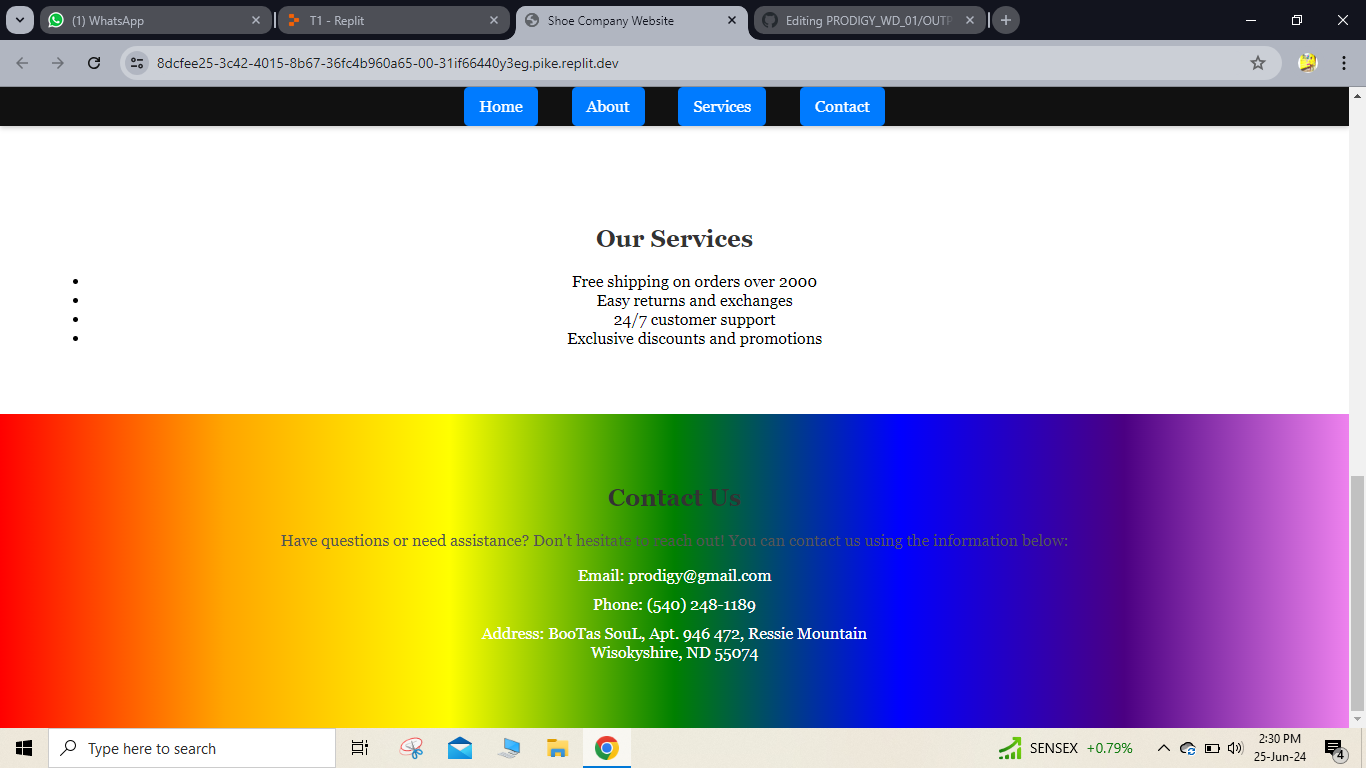 (1) WhatsApp
T1 - Replit
Shoe Company Website
Editing PRODIGY_WD_01/OUTP
8dcfee25-3c42-4015-8b67-36fc4b960a65-00-31if66440y3eg.pike.replit.dev
Home
About
Services
Contact
Our Services
• Free shipping on orders over 2000
• Easy returns and exchanges
• 24/7 customer support
• Exclusive discounts and promotions
Contact Us
Have questions or need assistance? Don't hesitate to reach out! You can contact us using the information below:
Email: prodigy@gmail.com
Phone: (540) 248-1189
Address: BooTas SouL, Apt. 946 472, Ressie Mountain
Wisokyshire, ND 55074
Type here to search
SENSEX +0.79%
2:30 PM
25-Jun-24
4